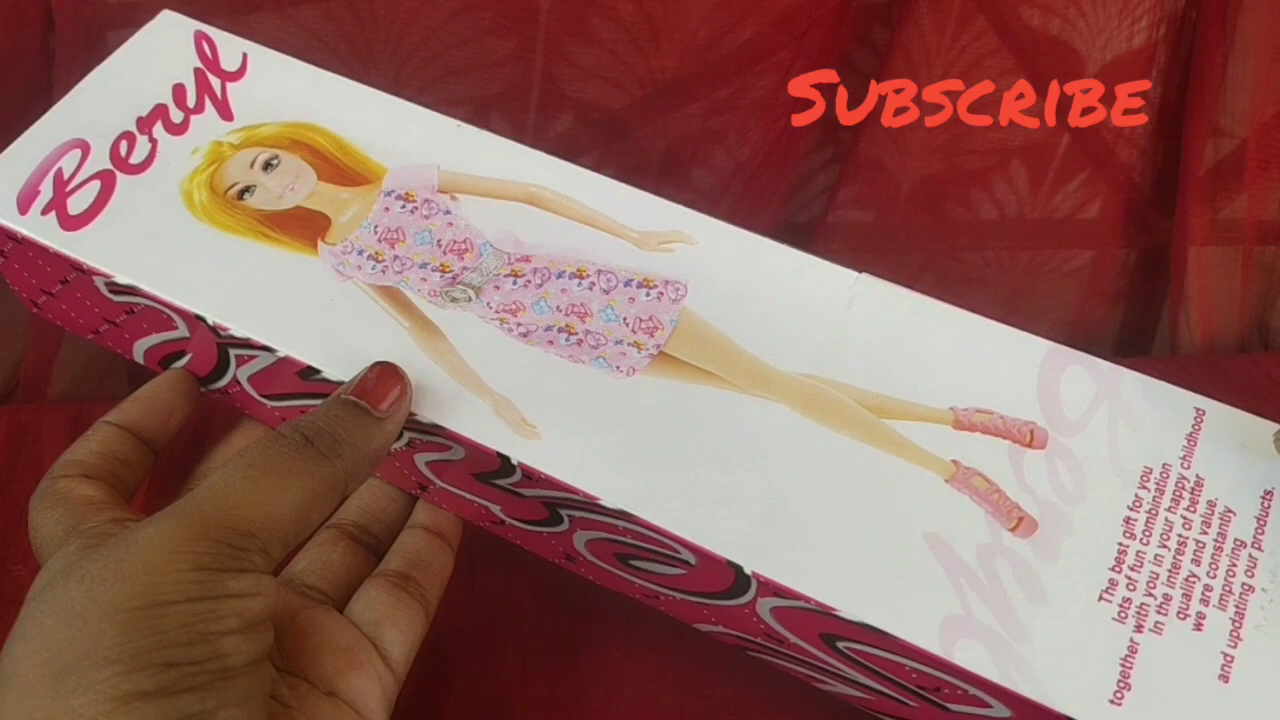 Beryl
SUBSCRIBE
The best gift for you
lots of fun combination
together with you in your happy childhood
In the interest of better
quality and value.
we are constantly
improving
and updating our products.